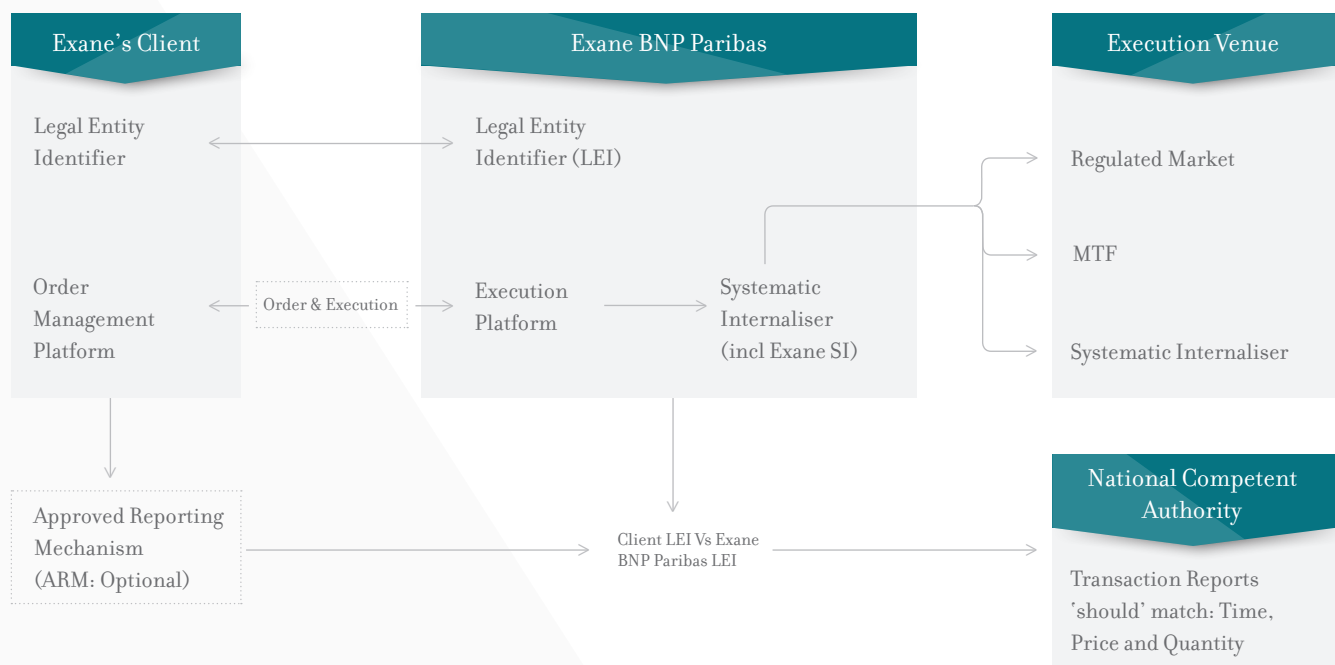 Exane’s Client
Legal Entity
Identifier
Order
Management
Platform
Order & Execution
Approved Reporting
Mechanism
(ARM: Optional)
Exane BNP Paribas
Legal Entity
Identifier (LEI)
Execution
Platform
Systematic
Internaliser
(incl Exane SI)
Client LEI Vs Exane
BNP Paribas LEI
Execution Venue
Regulated Market
MTF
Systematic Internaliser
National Competent
Authority
Transaction Reports
‘should’ match: Time,
Price and Quantity